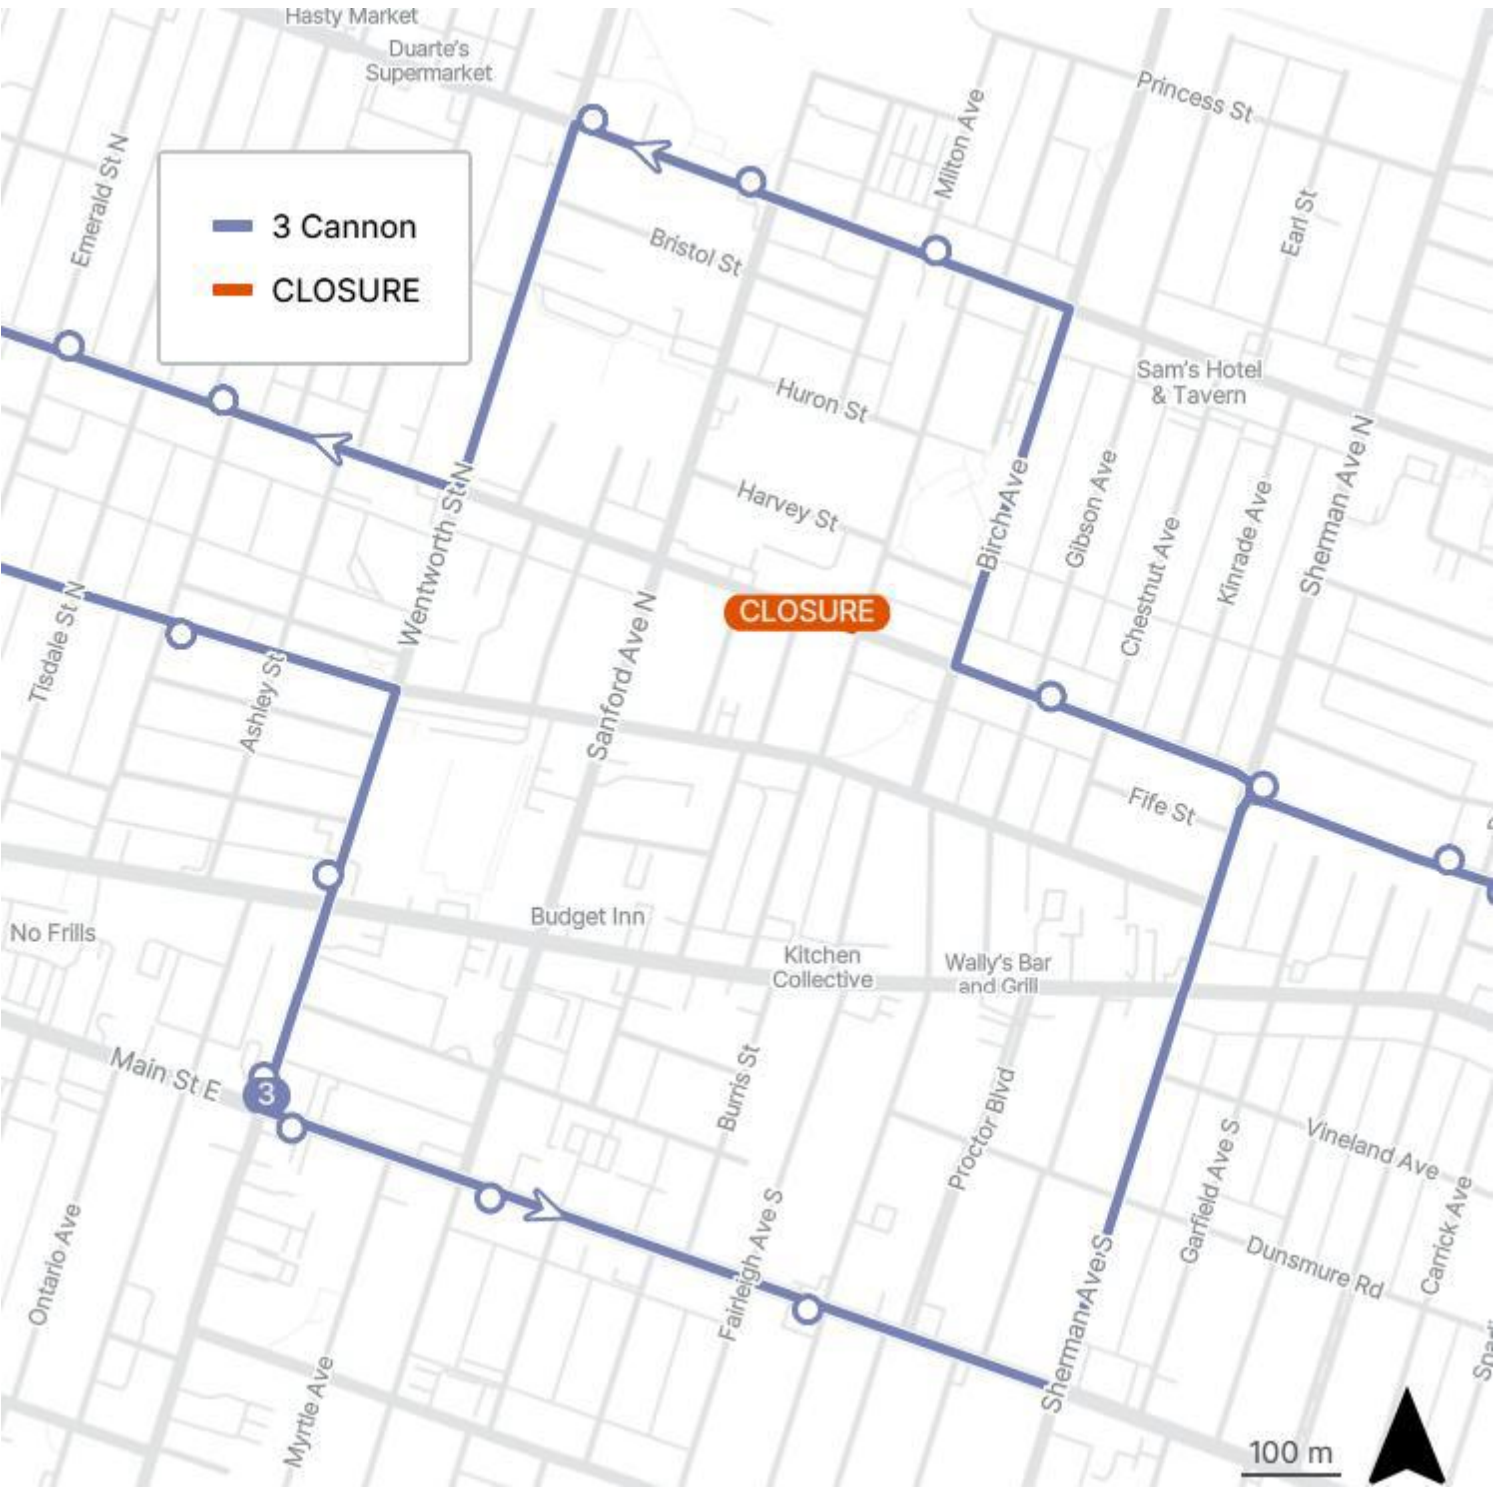 Hasty Market
Duarte's
Supermarket
Princess St
Milton Ave
Emerald St N
Earl St
3 Cannon
CLOSURE
Bristol St
Sam's Hotel
& Tavern
Huron St
Harvey St
Wentworth St N
Birch Ave
Gibson Ave
Chestnut Ave
Kinrade Ave
Sherman Ave N
CLOSURE
Tisdale St N
Ashley St
Sanford Ave N
Fife St
Budget Inn
No Frills
Kitchen
Collective
Wally's Bar
and Grill
Main St E
3
Burris St
Proctor Blvd
Vineland Ave
Garfield Ave S
Carrick Ave
Dunsmure Rd
Ontario Ave
Fairleigh Ave S
Sherman Ave S
Myrtle Ave
100 m